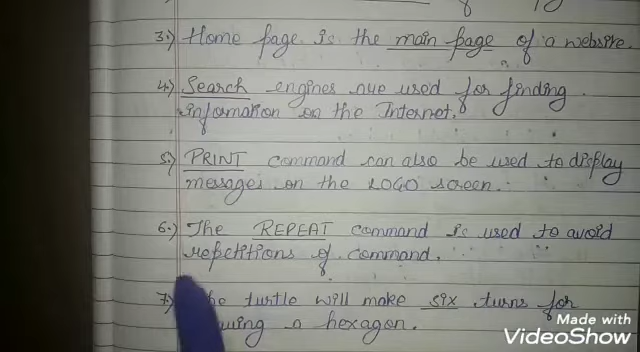 3.) Home page is the main page of a website.
4.) Search engines are used for finding
information on the Internet.
5.) PRINT command can also be used to display
messages on the LOGO screen.
6.) The REPEAT command is used to avoid
repetitions of command.
7.) The turtle will make six turns for
a hexagon.
Made with
VideoShow